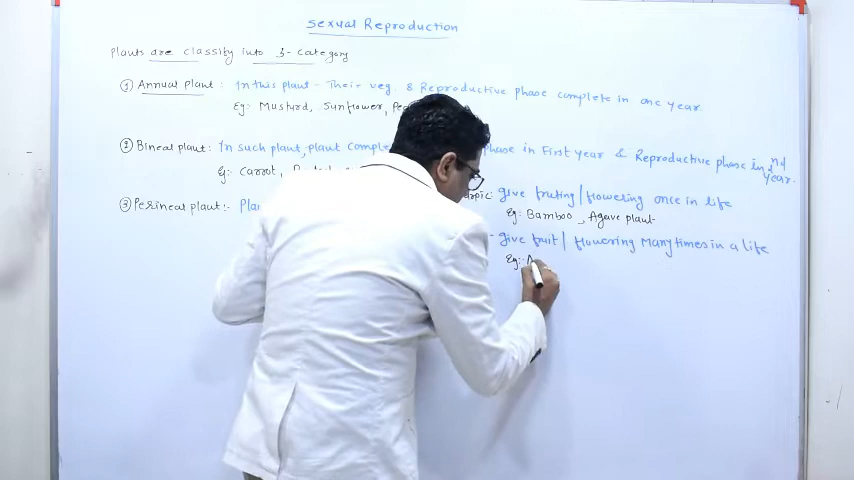 Sexual Reproduction
Plants are classify into 3- category
① Annual Plant : In this plant - Their veg. & Reproductive phase complete in one year
Eg: Mustard, Sunflower,
② Bineal plant : In such plant, plant phase in First year & Reproductive phase in 2nd year.
Eg: Carrot,
③ Perineal plant :- give fruting / flowering once in life
Eg: Bamboo , Agave plant
- give fruit / flowering Many times in a life
Eg:-